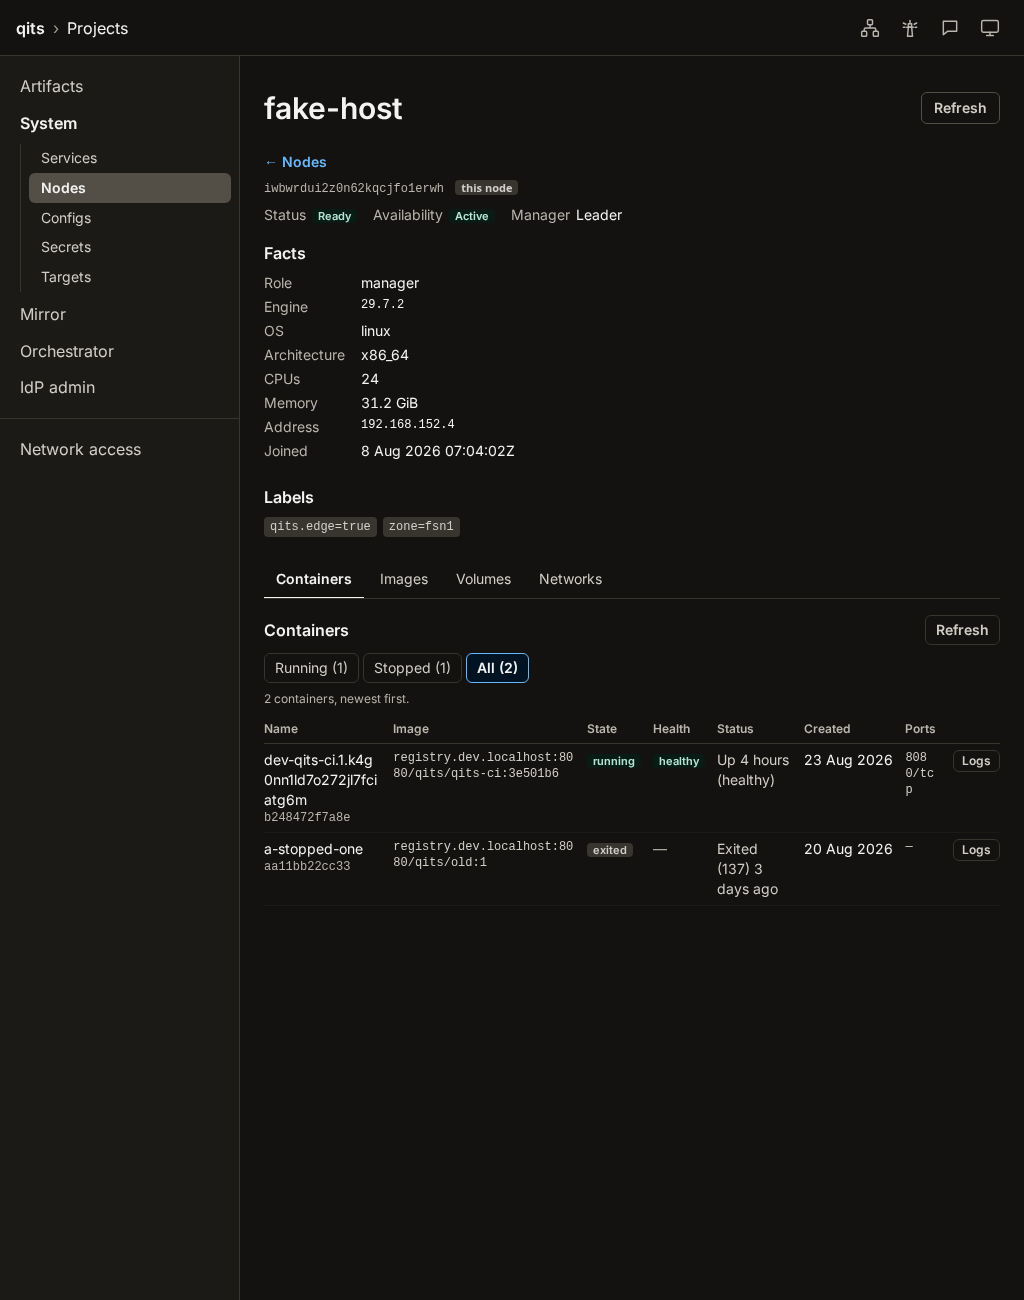 qits › Projects
Artifacts
System
Services
Nodes
Configs
Secrets
Targets
Mirror
Orchestrator
IdP admin
Network access
fake-host
Refresh
← Nodes
iwbwrdui2z0n62kqcjfo1erwh this node
Status Ready Availability Active Manager Leader
Facts
Role manager
Engine 29.7.2
OS linux
Architecture x86_64
CPUs 24
Memory 31.2 GiB
Address 192.168.152.4
Joined 8 Aug 2026 07:04:02Z
Labels
qits.edge=true zone=fsn1
Containers Images Volumes Networks
Containers
Refresh
Running (1) Stopped (1) All (2)
2 containers, newest first.
Name Image State Health Status Created Ports
dev-qits-ci.1.k4g registry.dev.localhost:80 running healthy Up 4 hours 23 Aug 2026 808 Logs
0nn1ld7o272jl7fci 80/qits/qits-ci:3e501b6 (healthy) 0/tc
atg6m p
b248472f7a8e
a-stopped-one registry.dev.localhost:80 exited — Exited 20 Aug 2026 — Logs
aa11bb22cc33 80/qits/old:1 (137) 3
days ago